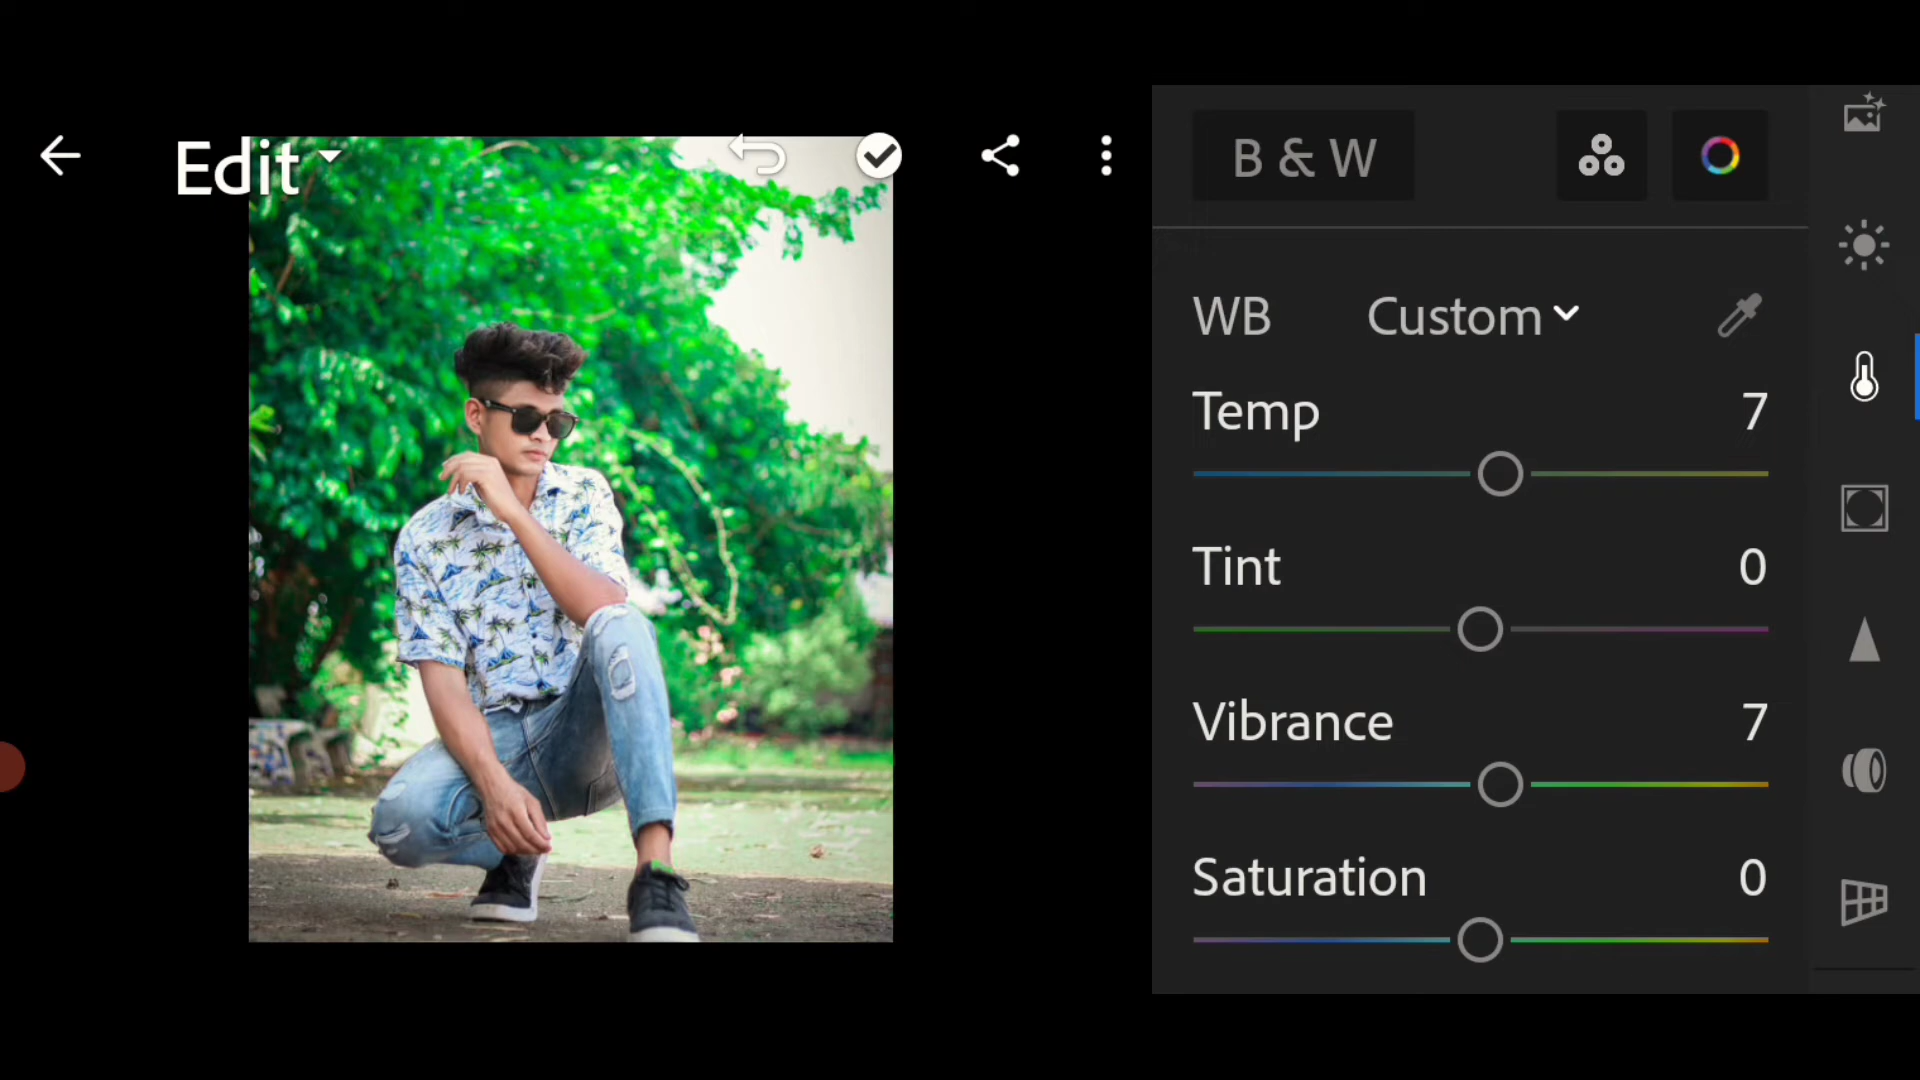 Edit
B & W
WB Custom
Temp 7
Tint 0
Vibrance 7
Saturation 0